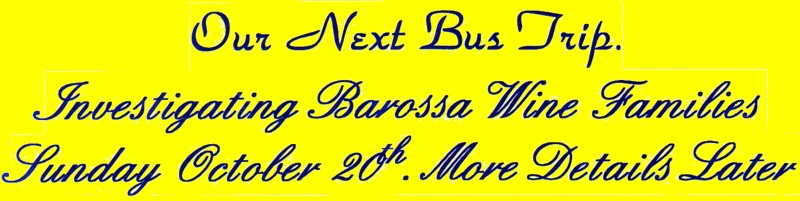 Our Next Bus Trip.
Investigating Barossa Wine Families
Sunday October 20th. More Details Later